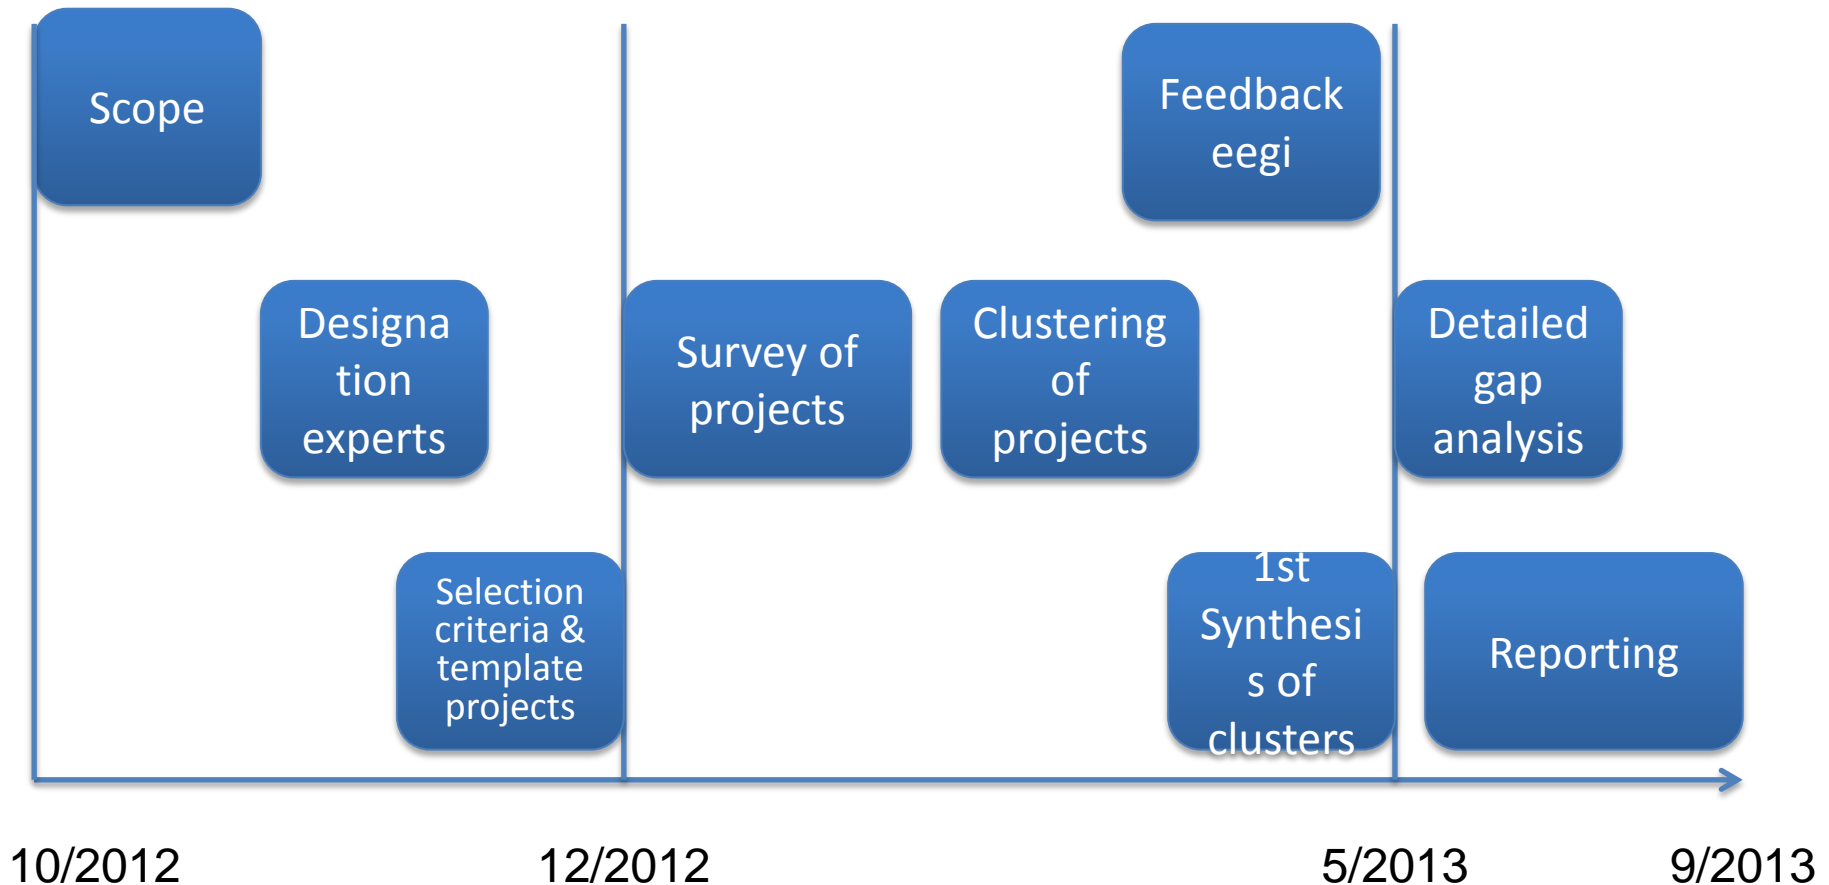 Scope
Feedback
eegi
Designa
tion
experts
Survey of
projects
Clustering
of
projects
Detailed
gap
analysis
Selection
criteria &
template
projects
1st
Synthesi
s of
clusters
Reporting
10/2012
12/2012
5/2013
9/2013